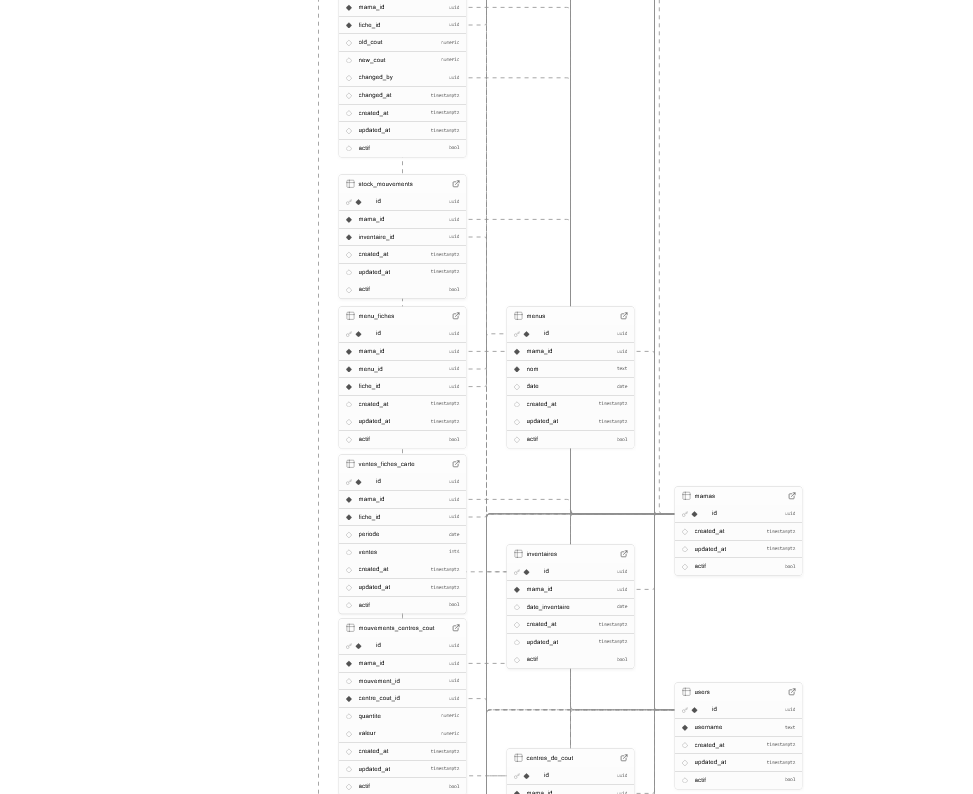 mama_id uuid
fiche_id uuid
old_cout numeric
new_cout numeric
changed_by uuid
changed_at timestamptz
created_at timestamptz
updated_at timestamptz
actif bool
stock_mouvements
id uuid
mama_id uuid
inventaire_id uuid
created_at timestamptz
updated_at timestamptz
actif bool
menu_fiches
id uuid
mama_id uuid
menu_id uuid
fiche_id uuid
created_at timestamptz
updated_at timestamptz
actif bool
menus
id uuid
mama_id uuid
nom text
date date
created_at timestamptz
updated_at timestamptz
actif bool
ventes_fiches_carte
id uuid
mama_id uuid
fiche_id uuid
periode date
ventes int4
created_at timestamptz
updated_at timestamptz
actif bool
mamas
id uuid
created_at timestamptz
updated_at timestamptz
actif bool
inventaires
id uuid
mama_id uuid
date_inventaire date
created_at timestamptz
updated_at timestamptz
actif bool
mouvements_centres_cout
id uuid
mama_id uuid
mouvement_id uuid
centre_cout_id uuid
quantite numeric
valeur numeric
created_at timestamptz
updated_at timestamptz
actif bool
users
id uuid
username text
created_at timestamptz
updated_at timestamptz
actif bool
centres_de_cout
id uuid
mama_id uuid